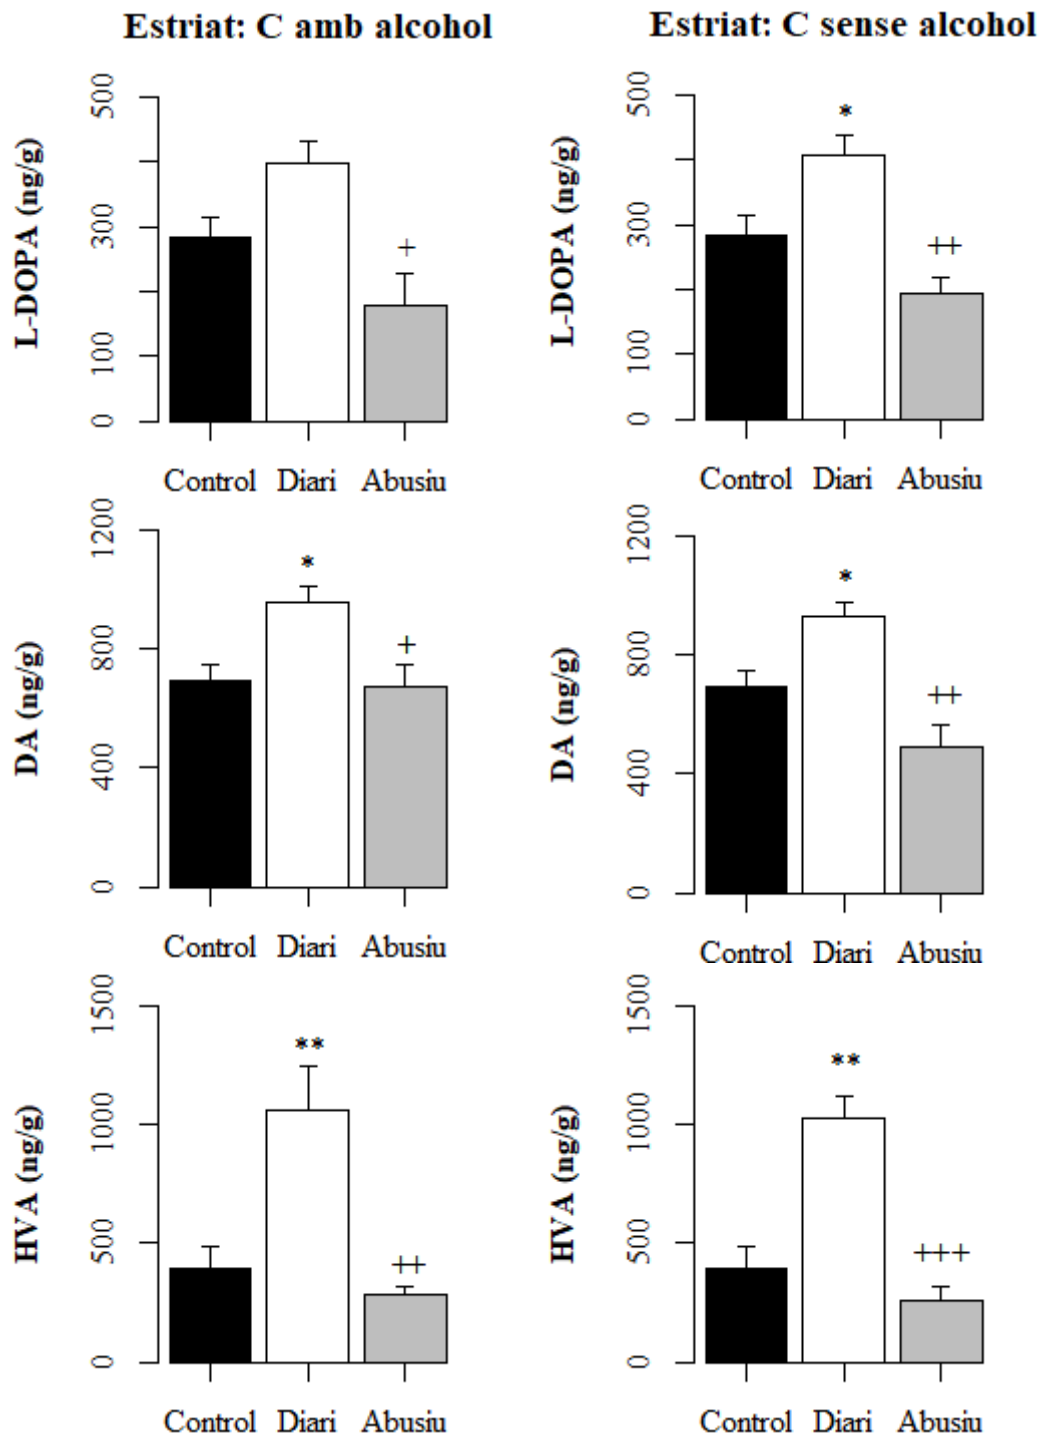 Estriat: C amb alcohol
Estriat: C sense alcohol
L-DOPA (ng/g)
500
300
100
0
+
Control Diari Abusiu
L-DOPA (ng/g)
500
300
100
0
*
++
Control Diari Abusiu
DA (ng/g)
1200
800
400
0
*
+
Control Diari Abusiu
DA (ng/g)
1200
800
400
0
*
++
Control Diari Abusiu
HVA (ng/g)
1500
1000
500
0
**
++
Control Diari Abusiu
HVA (ng/g)
1500
1000
500
0
**
+++
Control Diari Abusiu